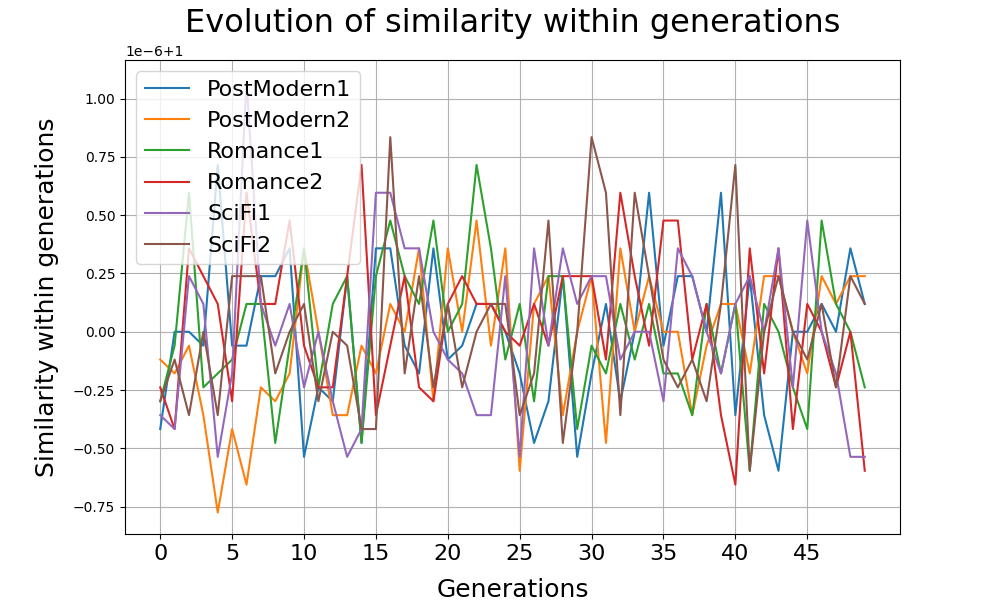 Evolution of similarity within generations
1e−6+1
PostModern1
PostModern2
Romance1
Romance2
SciFi1
SciFi2
Similarity within generations
1.00
0.75
0.50
0.25
0.00
−0.25
−0.50
−0.75
0 5 10 15 20 25 30 35 40 45
Generations